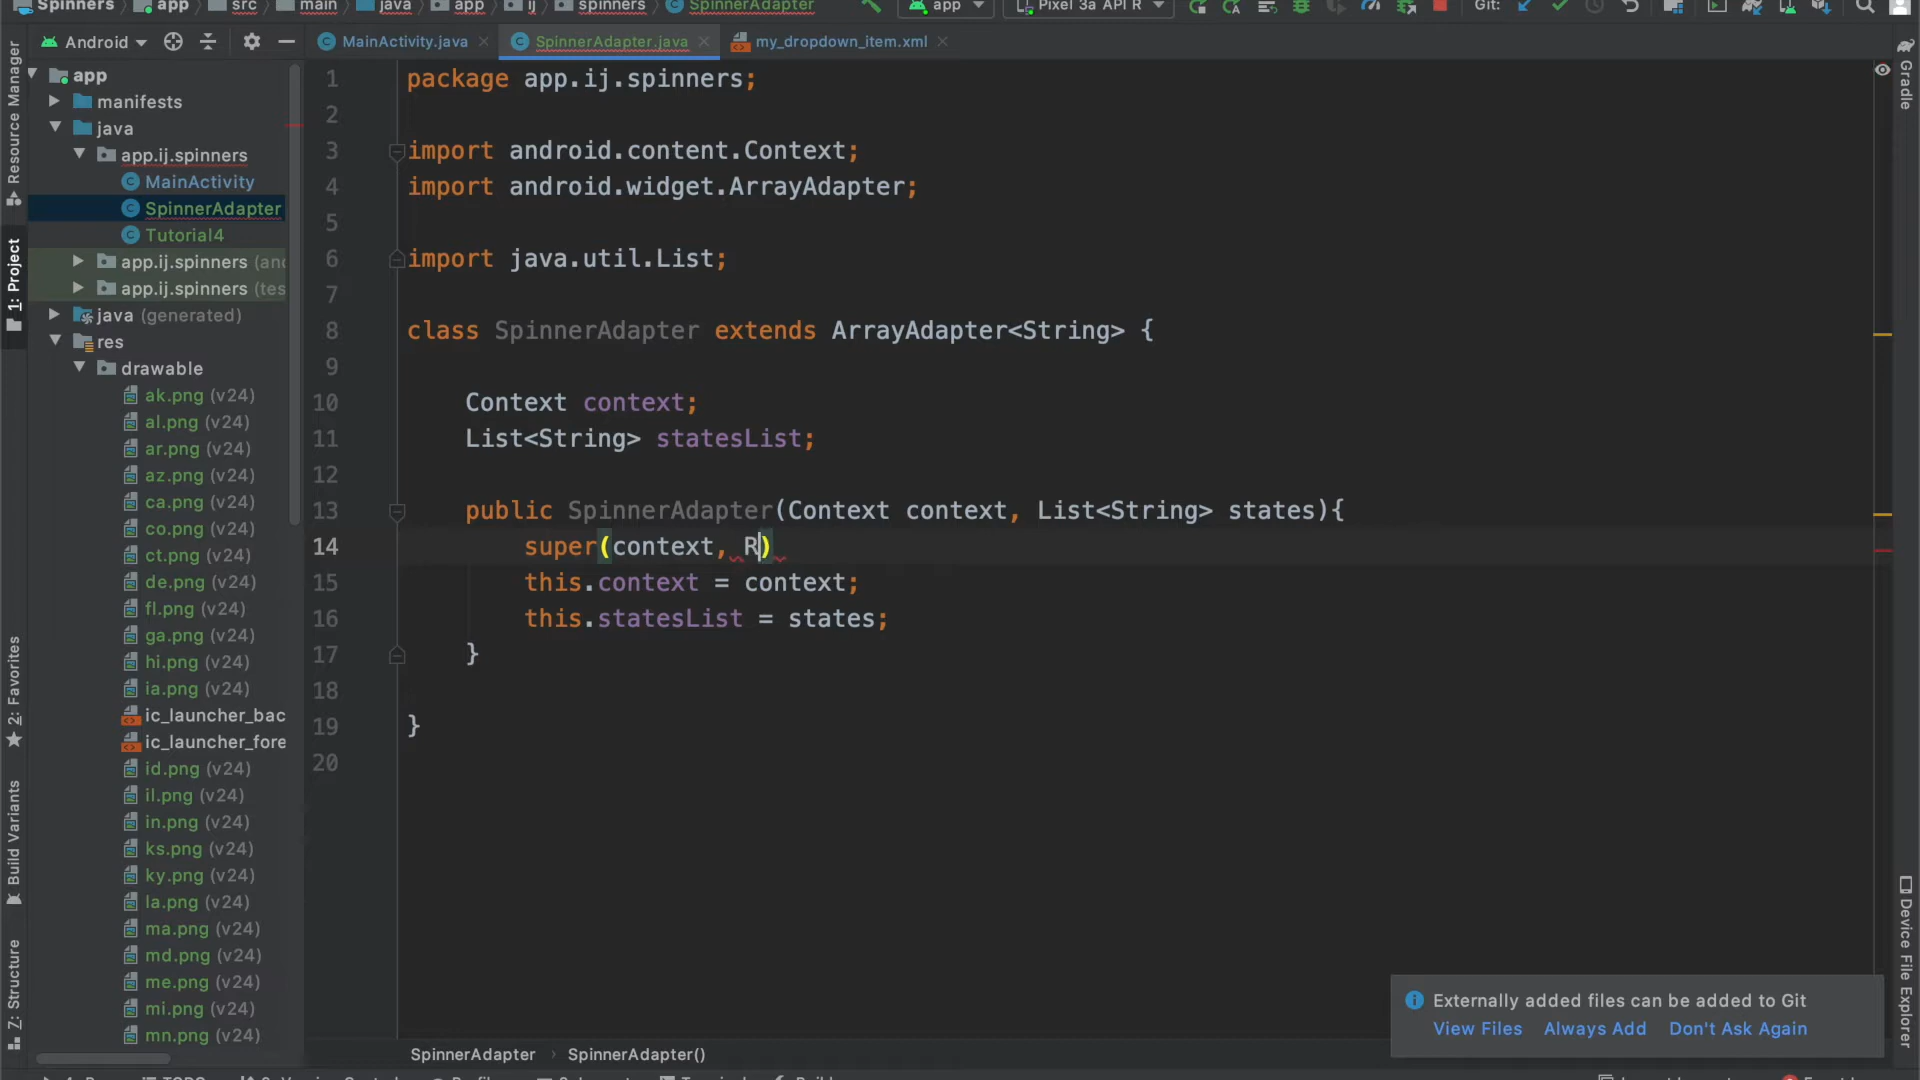 Spinners app src main java app ij spinners SpinnerAdapter app Pixel 3a API R Git:
Android MainActivity.java SpinnerAdapter.java my_dropdown_item.xml
Resource Manager
1: Project
2: Favorites
Build Variants
Z: Structure
app
manifests
java
app.ij.spinners
MainActivity
SpinnerAdapter
Tutorial4
app.ij.spinners (and
app.ij.spinners (tes
java (generated)
res
drawable
ak.png (v24)
al.png (v24)
ar.png (v24)
az.png (v24)
ca.png (v24)
co.png (v24)
ct.png (v24)
de.png (v24)
fl.png (v24)
ga.png (v24)
hi.png (v24)
ia.png (v24)
ic_launcher_bac
ic_launcher_fore
id.png (v24)
il.png (v24)
in.png (v24)
ks.png (v24)
ky.png (v24)
la.png (v24)
ma.png (v24)
md.png (v24)
me.png (v24)
mi.png (v24)
mn.png (v24)
1 package app.ij.spinners;
2
3 import android.content.Context;
4 import android.widget.ArrayAdapter;
5
6 import java.util.List;
7
8 class SpinnerAdapter extends ArrayAdapter<String> {
9
10 Context context;
11 List<String> statesList;
12
13 public SpinnerAdapter(Context context, List<String> states){
14 super(context, R)
15 this.context = context;
16 this.statesList = states;
17 }
18
19 }
20
Gradle
Device File Explorer
Externally added files can be added to Git
View Files Always Add Don't Ask Again
SpinnerAdapter SpinnerAdapter()